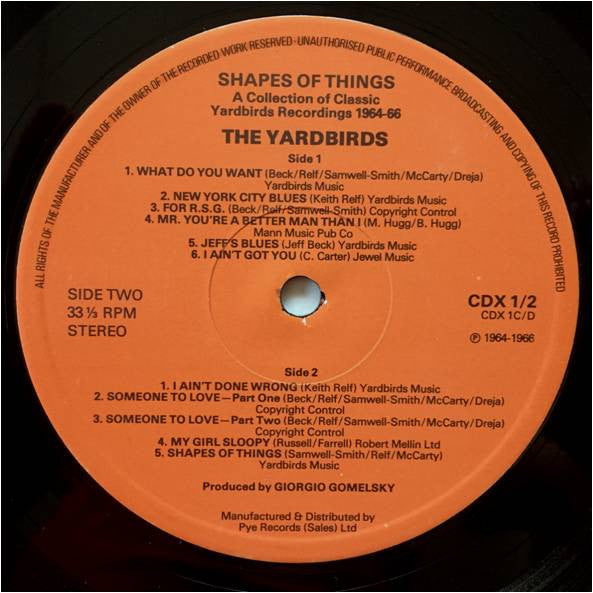 ALL RIGHTS OF THE MANUFACTURER AND OF THE OWNER OF THE RECORDED WORK RESERVED · UNAUTHORISED PUBLIC PERFORMANCE BROADCASTING AND COPYING OF THIS RECORD PROHIBITED
SHAPES OF THINGS
A Collection of Classic
Yardbirds Recordings 1964-66
THE YARDBIRDS
Side 1
1. WHAT DO YOU WANT (Beck/Relf/Samwell-Smith/McCarty/Dreja)
Yardbirds Music
2. NEW YORK CITY BLUES (Keith Relf) Yardbirds Music
3. FOR R.S.G. (Beck/Relf/Samwell-Smith) Copyright Control
4. MR. YOU'RE A BETTER MAN THAN I (M. Hugg/B. Hugg)
Mann Music Pub Co
5. JEFF'S BLUES (Jeff Beck) Yardbirds Music
6. I AIN'T GOT YOU (C. Carter) Jewel Music
SIDE TWO
33⅓ RPM
STEREO
CDX 1/2
CDX 1C/D
℗ 1964-1966
Side 2
1. I AIN'T DONE WRONG (Keith Relf) Yardbirds Music
2. SOMEONE TO LOVE—Part One (Beck/Relf/Samwell-Smith/McCarty/Dreja)
Copyright Control
3. SOMEONE TO LOVE—Part Two (Beck/Relf/Samwell-Smith/McCarty/Dreja)
Copyright Control
4. MY GIRL SLOOPY (Russell/Farrell) Robert Mellin Ltd
5. SHAPES OF THINGS (Samwell-Smith/Relf/McCarty)
Yardbirds Music
Produced by GIORGIO GOMELSKY
Manufactured & Distributed by
Pye Records (Sales) Ltd